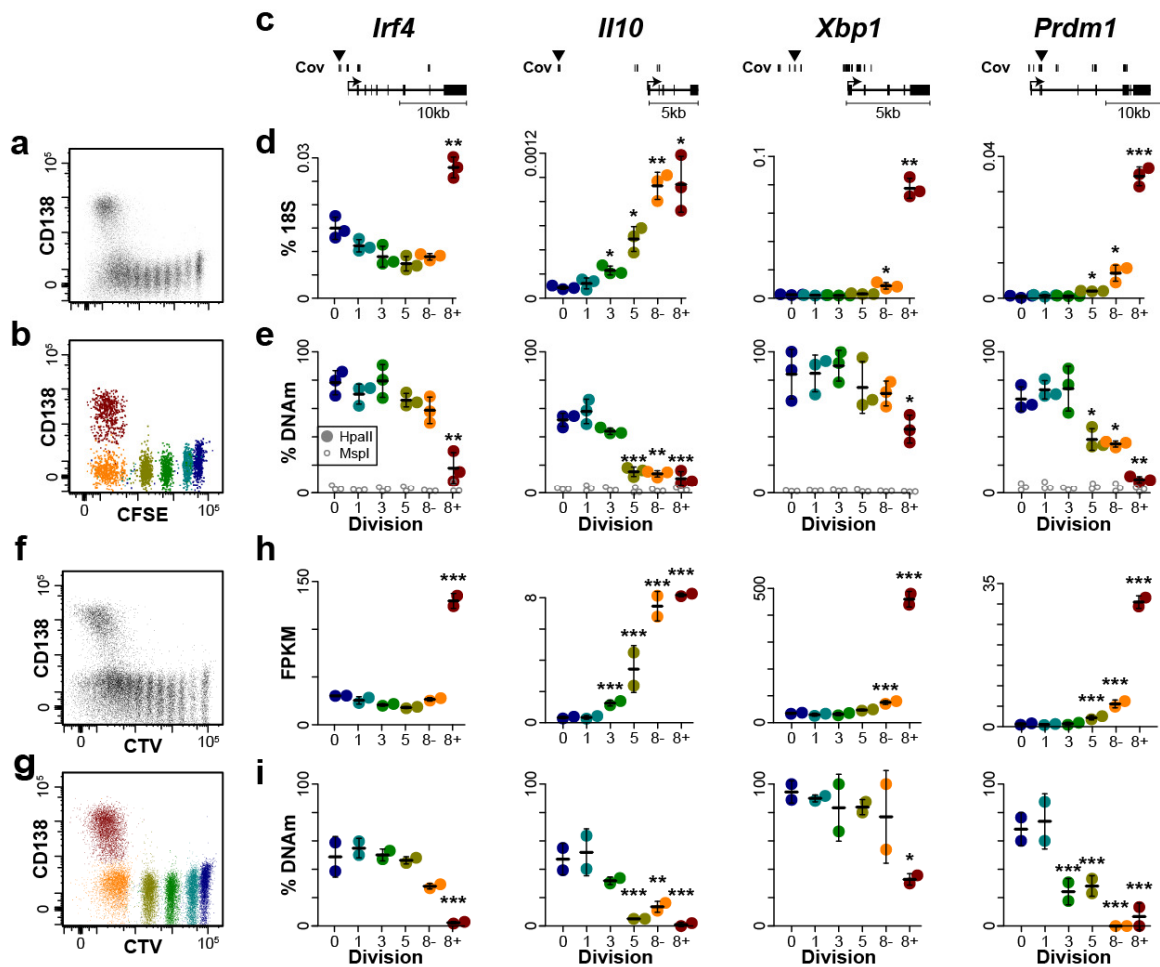 c Irf4 Il10 Xbp1 Prdm1
Cov Cov Cov Cov
10kb 5kb 5kb 10kb
a d
CD138 10⁵ 0
% 18S 0.03 ** 0
0.0012 * ** * * 0
0.1 ** * 0
0.04 *** * * 0
0 1 3 5 8- 8+
0 1 3 5 8- 8+
0 1 3 5 8- 8+
0 1 3 5 8- 8+
b e
CD138 10⁵ 0
0 10⁵
CFSE
% DNAm 100 ** 0
HpaII
MspI
100 *** ** *** 0
100 * 0
100 * * ** 0
0 1 3 5 8- 8+
0 1 3 5 8- 8+
0 1 3 5 8- 8+
0 1 3 5 8- 8+
Division Division Division Division
f h
CD138 10⁵ 0
0 10⁵
CTV
FPKM 150 *** 0
8 *** *** *** *** 0
500 *** *** 0
35 *** *** *** 0
0 1 3 5 8- 8+
0 1 3 5 8- 8+
0 1 3 5 8- 8+
0 1 3 5 8- 8+
g i
CD138 10⁵ 0
0 10⁵
CTV
% DNAm 100 *** 0
100 *** ** *** 0
100 * 0
100 *** *** *** *** 0
0 1 3 5 8- 8+
0 1 3 5 8- 8+
0 1 3 5 8- 8+
0 1 3 5 8- 8+
Division Division Division Division